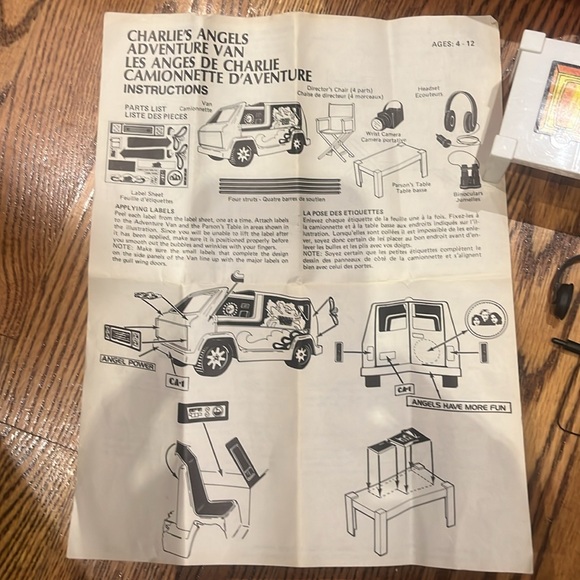 CHARLIE'S ANGELS
ADVENTURE VAN
LES ANGES DE CHARLIE
CAMIONNETTE D'AVENTURE
INSTRUCTIONS
AGES: 4 - 12
PARTS LIST
LISTE DES PIECES
Van
Camionnette
Director's Chair (4 parts)
Chaise de directeur (4 morceaux)
Headset
Ecouteurs
Wrist Camera
Camera portatif
Parson's Table
Table basse
Binoculars
Jumelles
Label Sheet
Feuille d'Etiquettes
Four struts - Quatre barres de soutien
APPLYING LABELS
Peel each label from the label sheet, one at a time. Attach labels
to the Adventure Van and the Parson's Table in areas shown in
the illustration. Since you will be unable to lift the label after
it has been applied, make sure it is positioned properly before
you smooth out the bubbles and wrinkles with your fingers.
NOTE: Make sure the small labels that complete the design
on the side panels of the Van line up with the major labels on
the gull wing doors.
LA POSE DES ETIQUETTES
Enlevez chaque étiquette de la feuille une à la fois. Fixez-les à
la camionnette et à la table basse aux endroits indiqués sur l'il-
lustration. Lorsqu'elles sont collées il est impossible de les enle-
ver, soyez donc certain de les placer au bon endroit avant d'en-
lever les bulles et les plis avec vos doigts.
NOTE: Soyez certain que les petites étiquettes complètent le
dessin des panneaux de côté de la camionnette et s'alignent
bien avec celui des portes.
ANGEL POWER
CA-1
CA-1
ANGELS HAVE MORE FUN